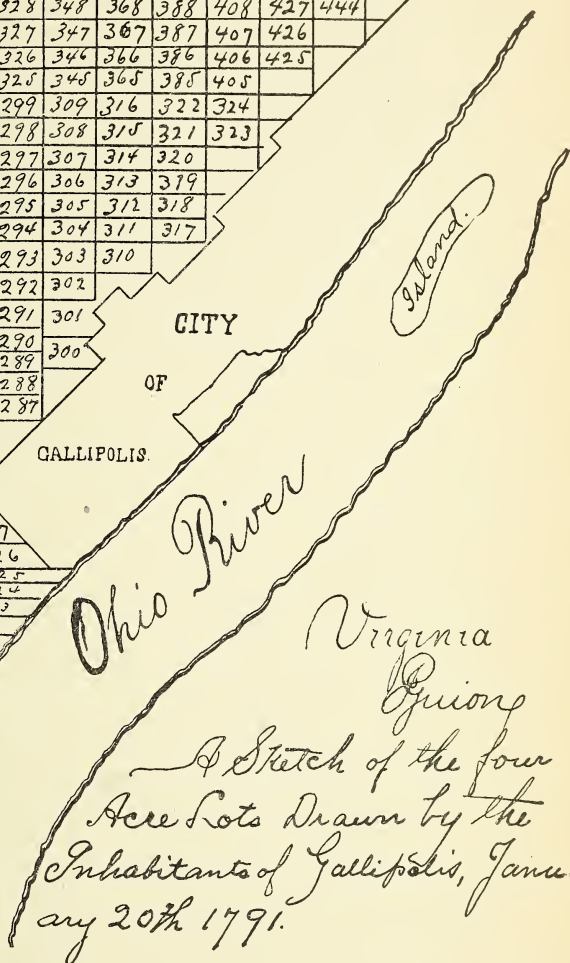 328 348 368 388 408 427 444
327 347 367 387 407 426
326 346 366 386 406 425
325 345 365 385 405
299 309 316 322 324
298 308 315 321 323
297 307 314 320
296 306 313 319
295 305 312 318
294 304 311 317
293 303 310
292 302
291 301
290
289 300
288
287
Island.
CITY
OF
GALLIPOLIS.
Ohio River
Virginia
A Sketch of the four
Acre Lots Drawn by the
Inhabitants of Gallipolis, Janu
ary 20th 1791.